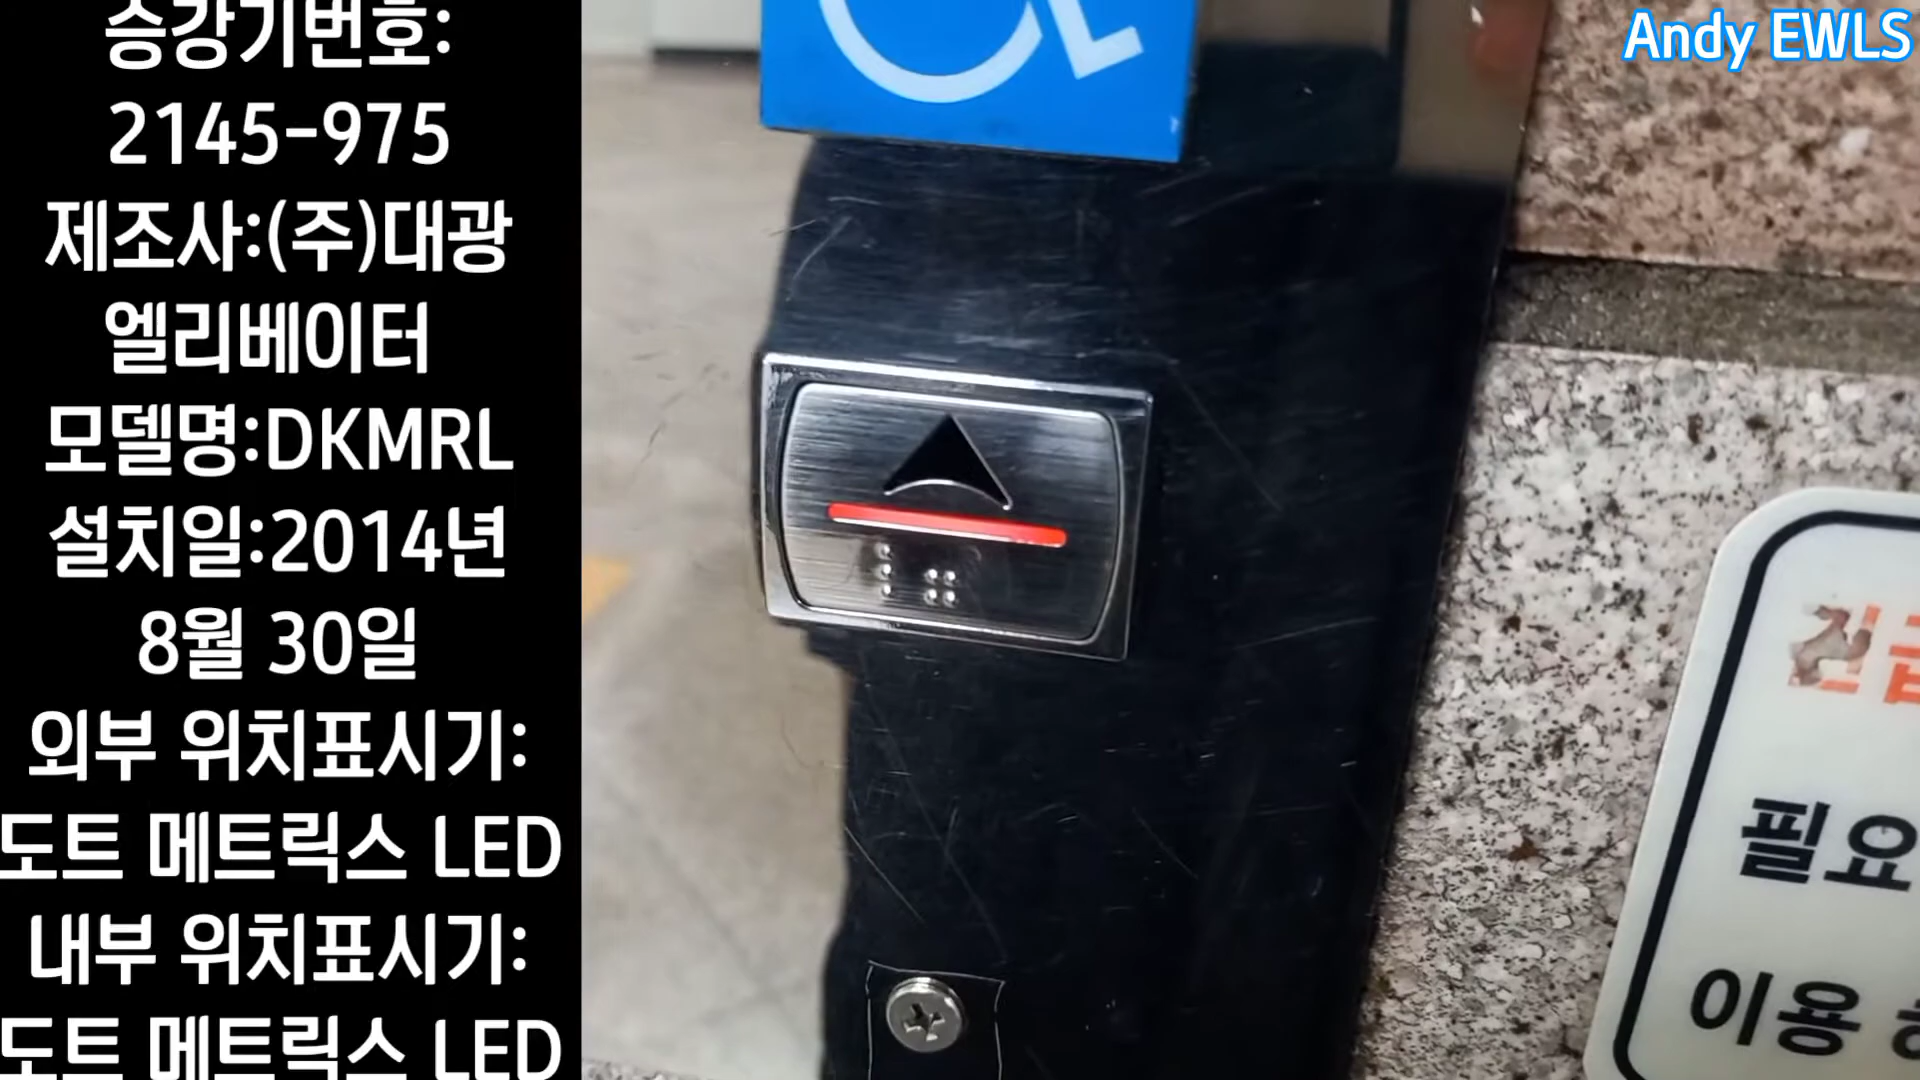 승강기번호:
2145-975
제조사:(주)대광
엘리베이터
모델명:DKMRL
설치일:2014년
8월 30일
외부 위치표시기:
도트 메트릭스 LED
내부 위치표시기:
도트 메트릭스 LED
Andy EWLS
긴급
필요
이용